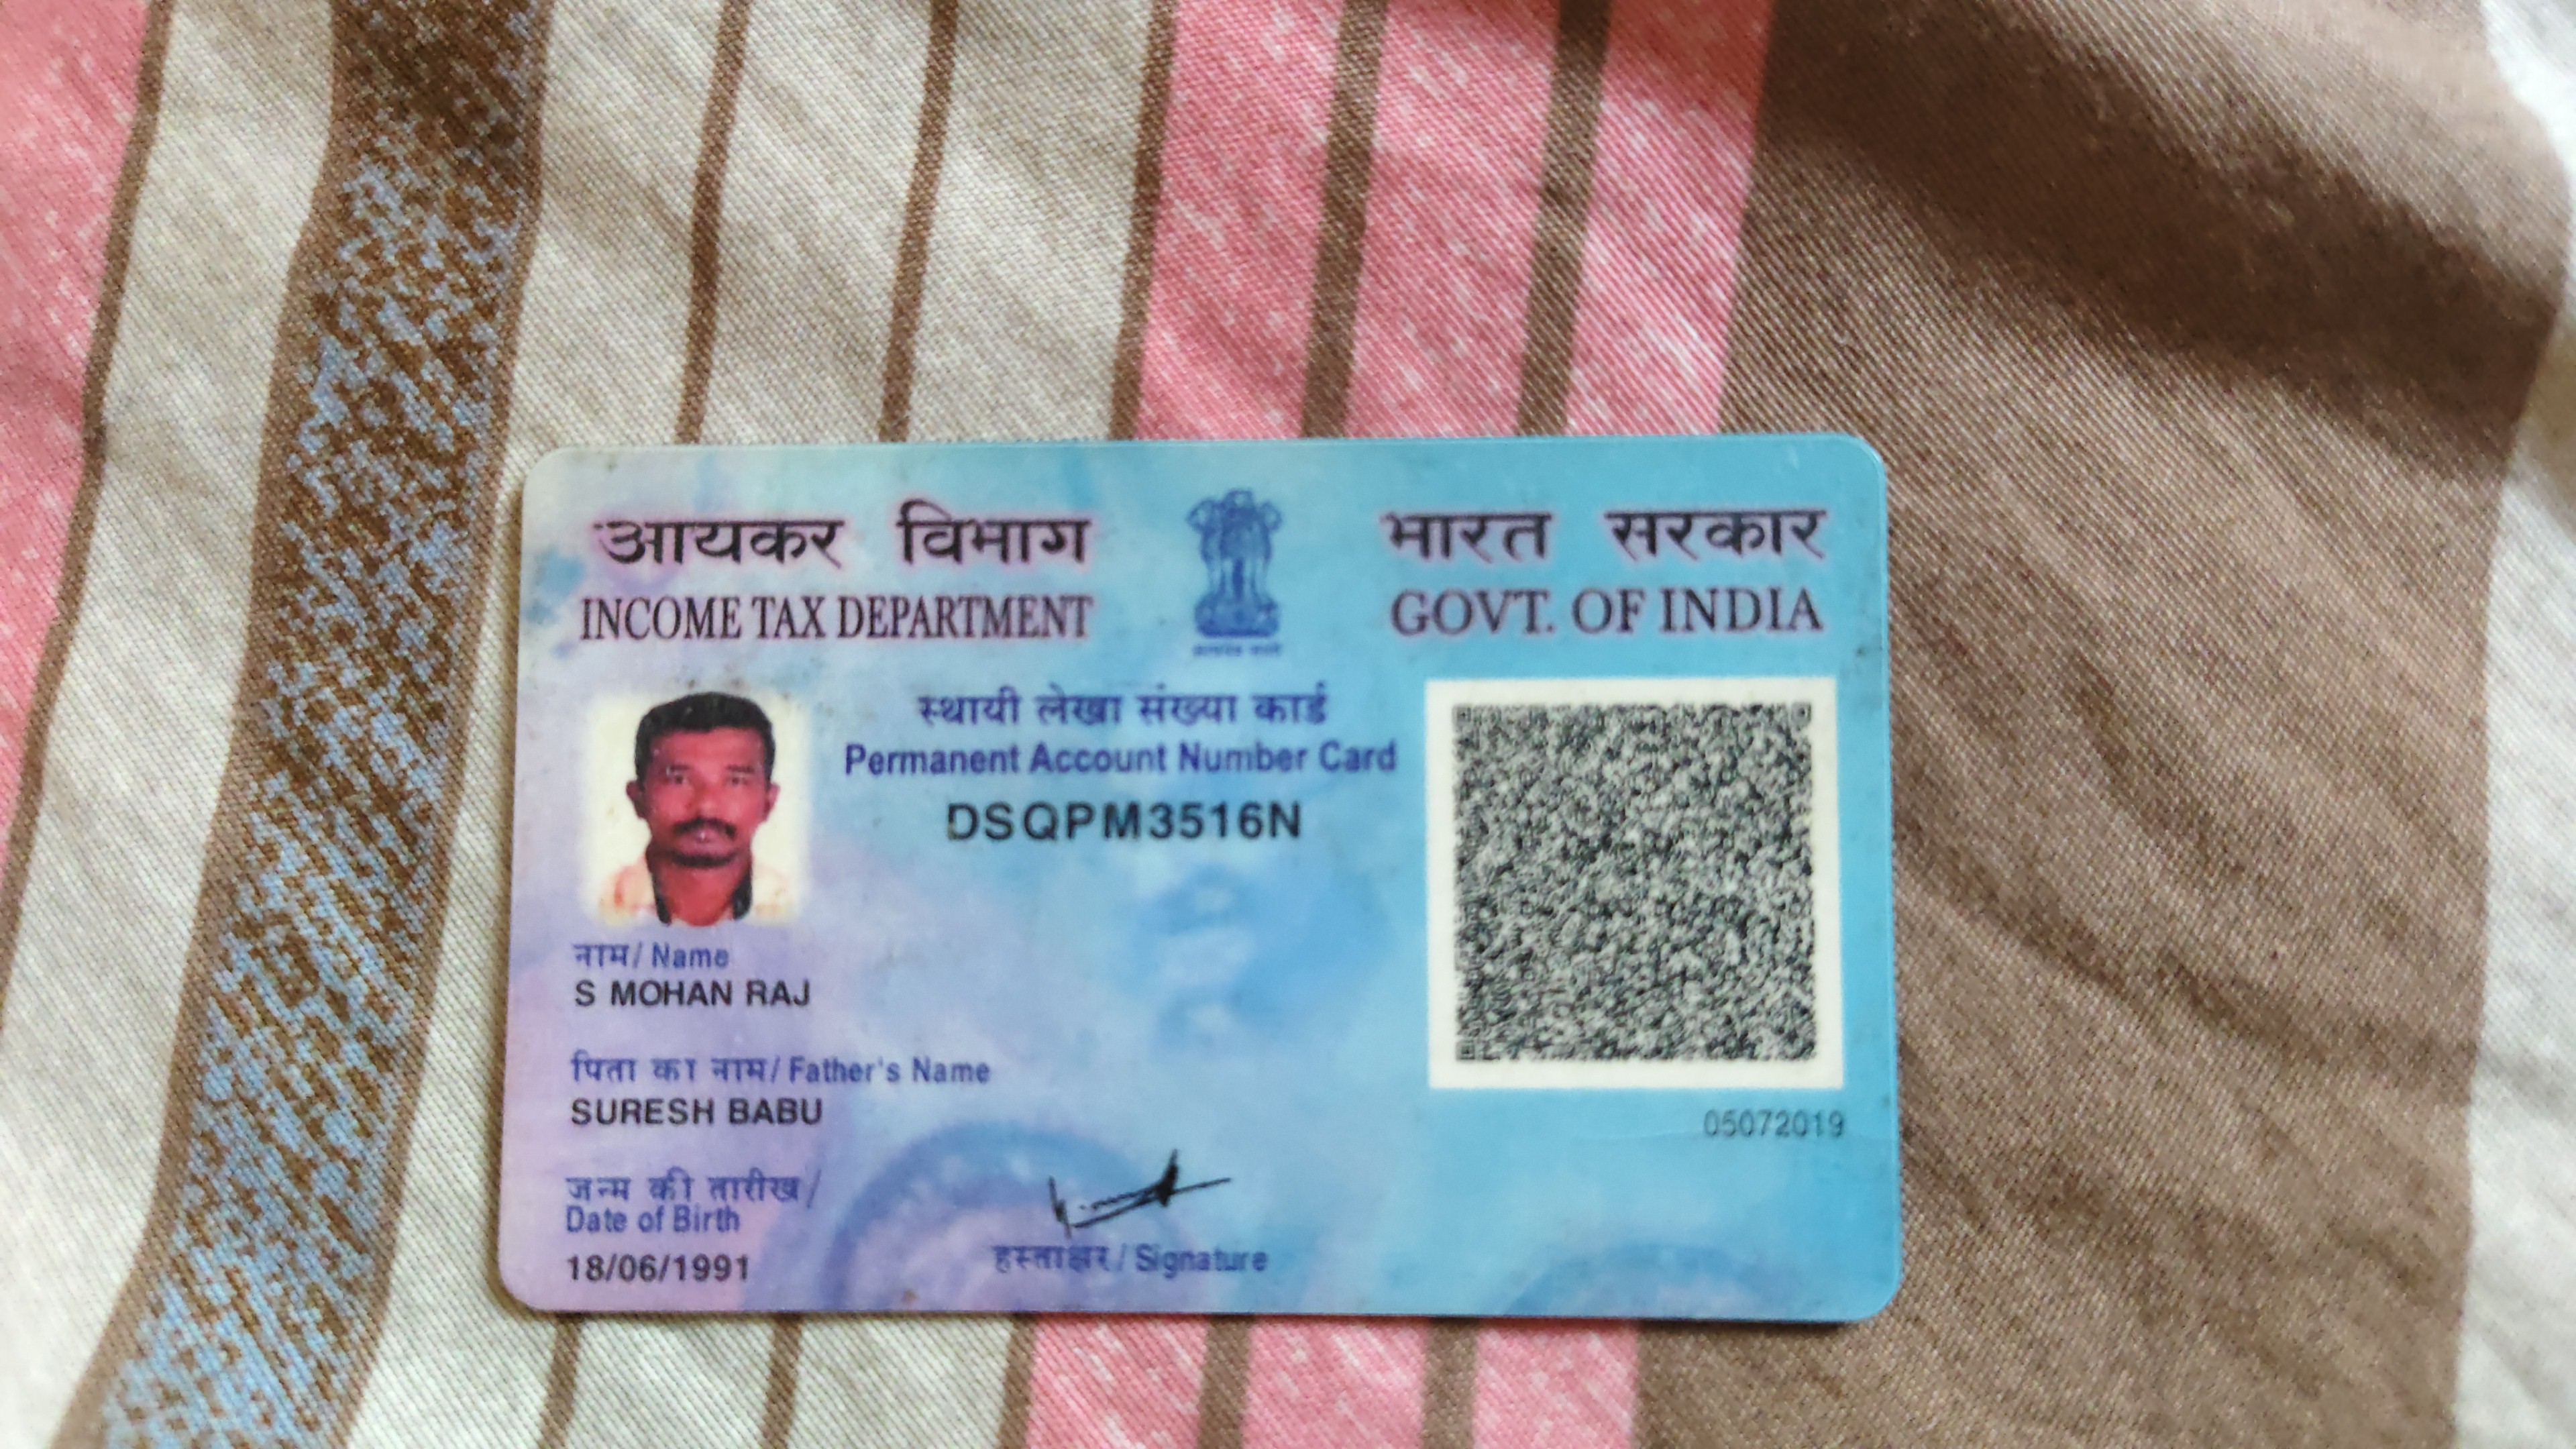 आयकर विभाग
INCOME TAX DEPARTMENT
भारत सरकार
GOVT. OF INDIA
स्थायी लेखा संख्या कार्ड
Permanent Account Number Card
DSQPM3516N
नाम/ Name
S MOHAN RAJ
पिता का नाम/ Father's Name
SURESH BABU
जन्म की तारीख/
Date of Birth
18/06/1991
हस्ताक्षर/ Signature
05072019